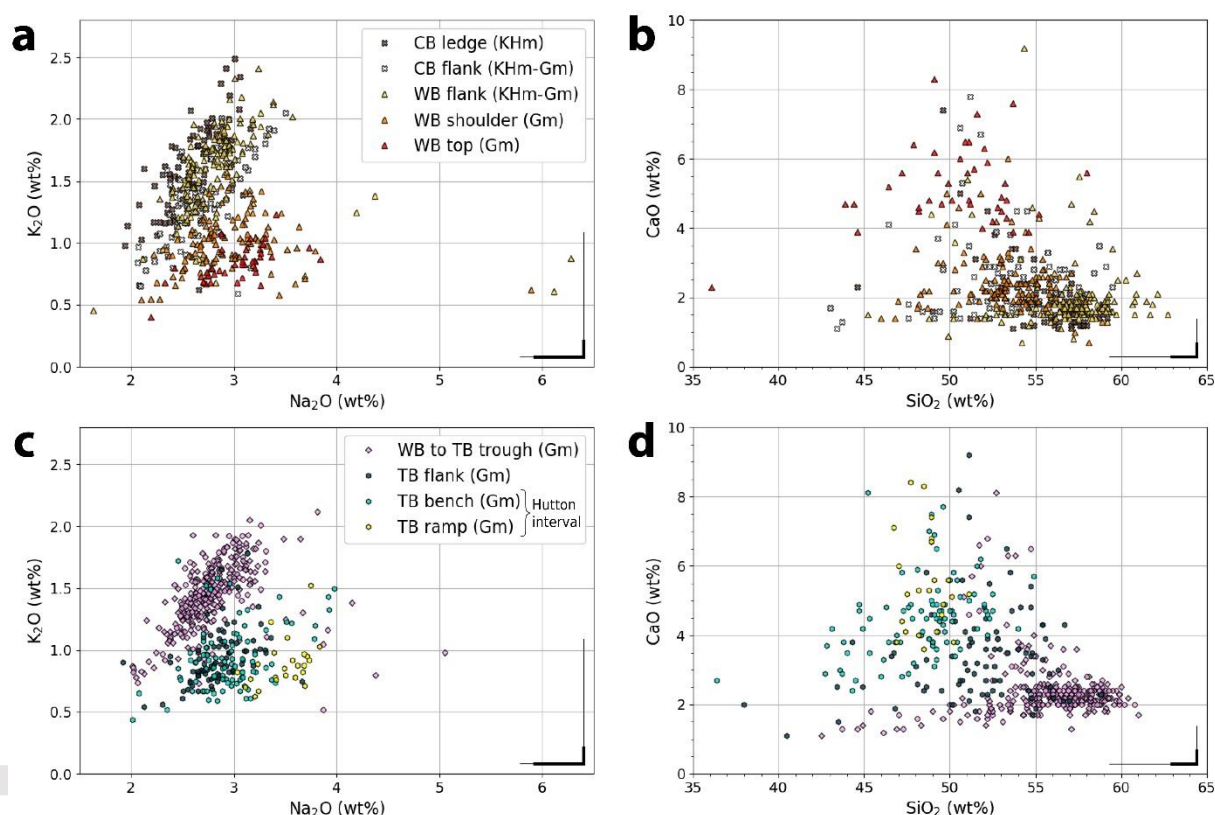 a
K₂O (wt%)
2.5
2.0
1.5
1.0
0.5
0.0
CB ledge (KHm)
CB flank (KHm-Gm)
WB flank (KHm-Gm)
WB shoulder (Gm)
WB top (Gm)
2 3 4 5 6
Na₂O (wt%)
b
CaO (wt%)
10
8
6
4
2
0
35 40 45 50 55 60 65
SiO₂ (wt%)
c
K₂O (wt%)
2.5
2.0
1.5
1.0
0.5
0.0
WB to TB trough (Gm)
TB flank (Gm)
TB bench (Gm)
TB ramp (Gm)
Hutton
interval
2 3 4 5 6
Na₂O (wt%)
d
CaO (wt%)
10
8
6
4
2
0
35 40 45 50 55 60 65
SiO₂ (wt%)